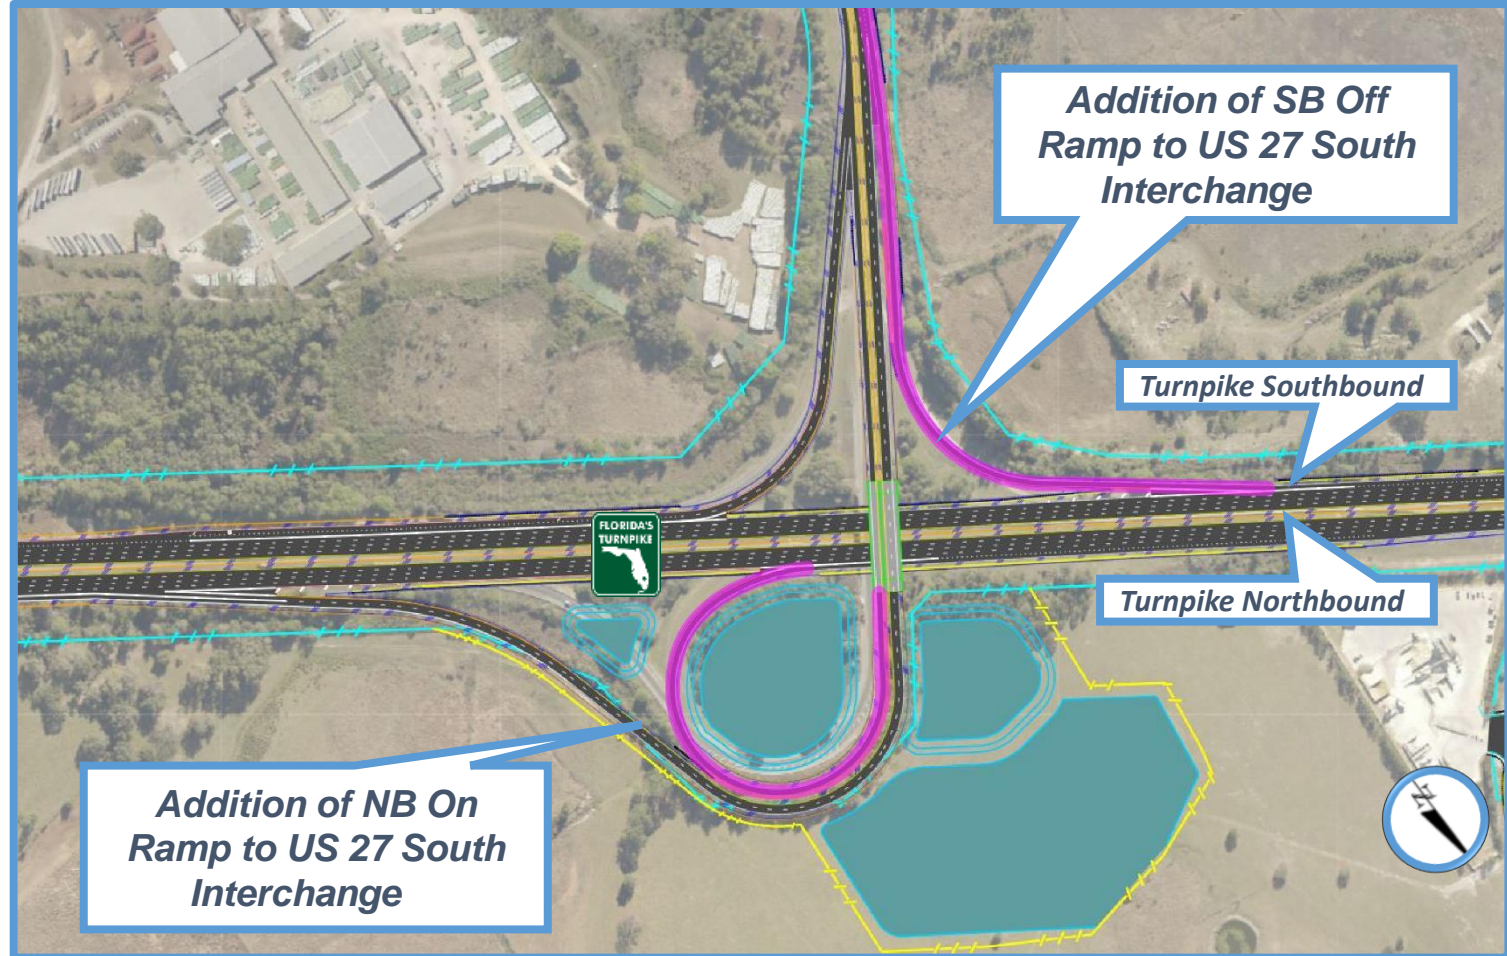 Addition of SB Off
Ramp to US 27 South
Interchange
Turnpike Southbound
FLORIDA'S
TURNPIKE
Turnpike Northbound
Addition of NB On
Ramp to US 27 South
Interchange
N